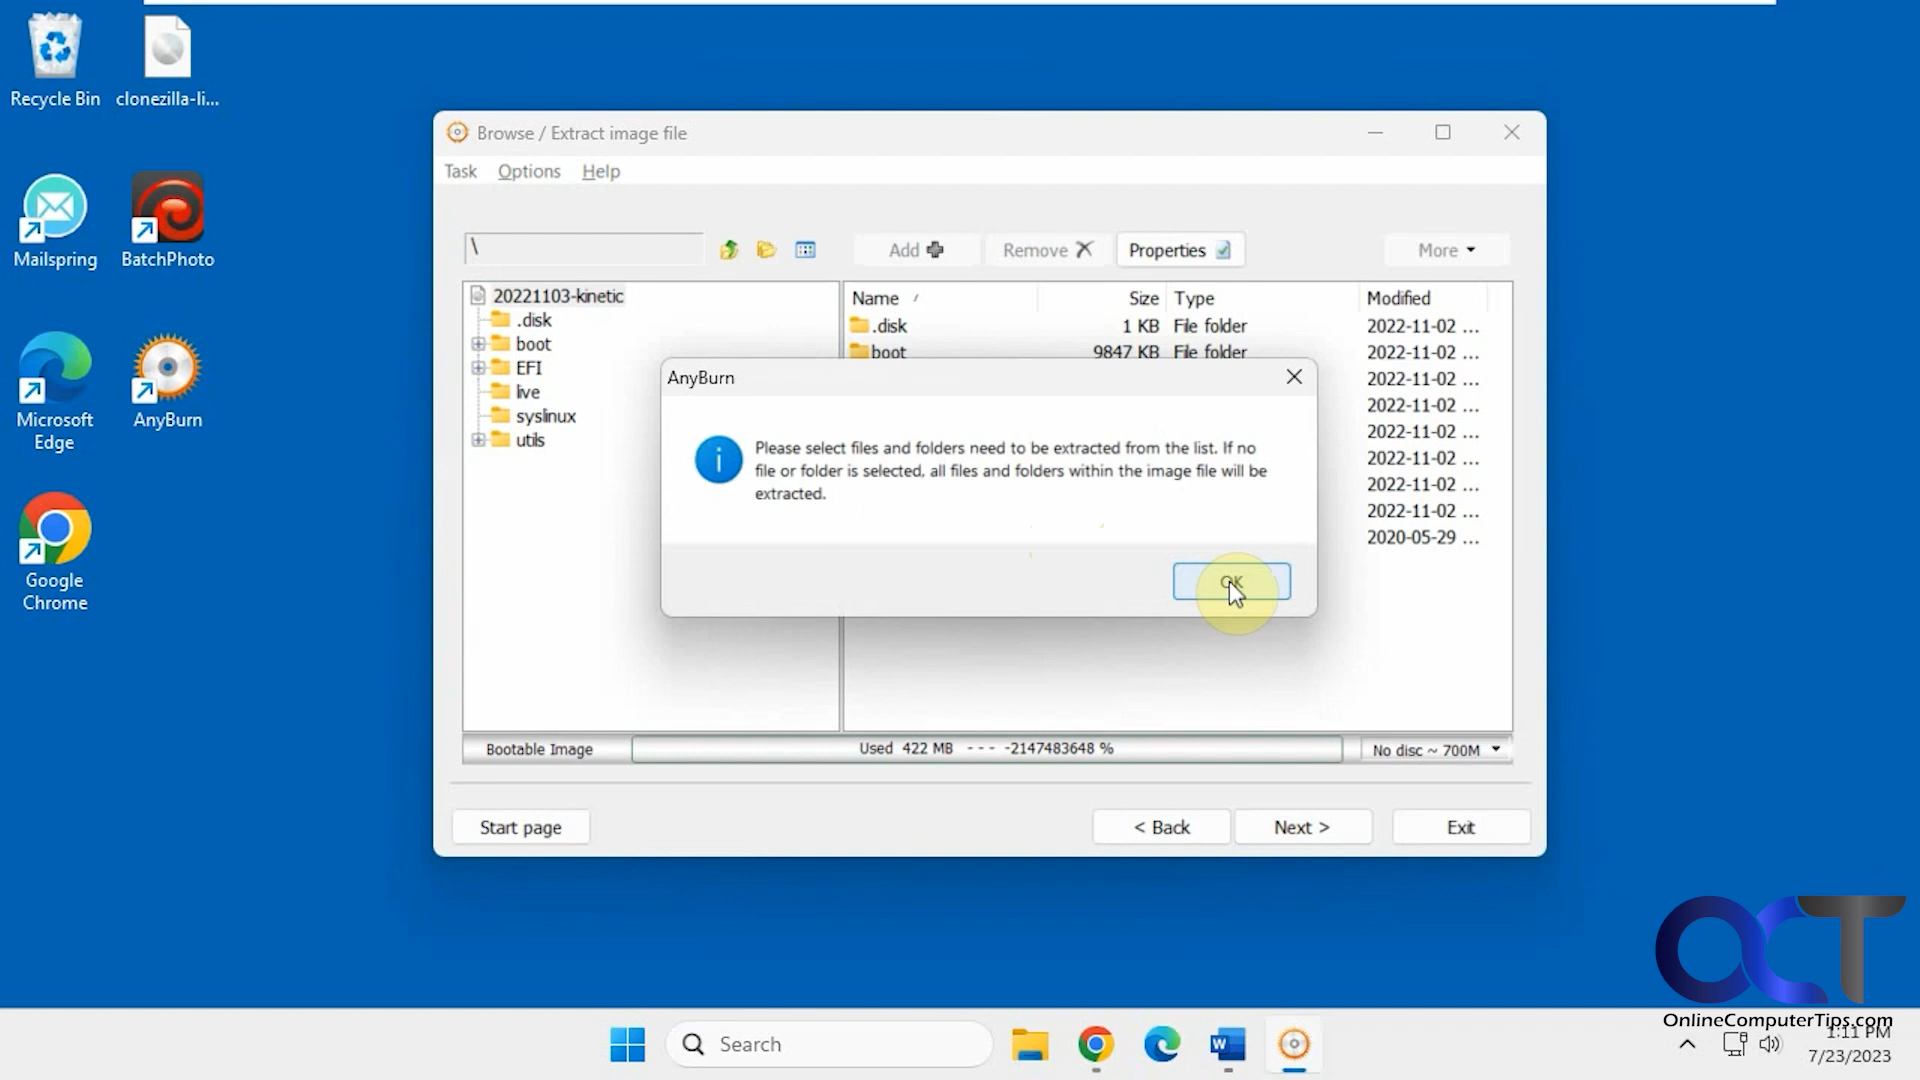 Recycle Bin
clonezilla-li...
Mailspring
BatchPhoto
Microsoft
Edge
AnyBurn
Google
Chrome
Browse / Extract image file
Task Options Help
\
Add
Remove
Properties
More
20221103-kinetic
.disk
boot
EFI
live
syslinux
utils
Name / Size Type Modified
.disk 1 KB File folder 2022-11-02 ...
boot 9847 KB File folder 2022-11-02 ...
2022-11-02 ...
2022-11-02 ...
2022-11-02 ...
2022-11-02 ...
2022-11-02 ...
2022-11-02 ...
2020-05-29 ...
AnyBurn
Please select files and folders need to be extracted from the list. If no
file or folder is selected, all files and folders within the image file will be
extracted.
OK
Bootable Image
Used 422 MB --- -2147483648 %
No disc ~ 700M
Start page
< Back
Next >
Exit
OCT
OnlineComputerTips.com
Search
W
1:11 PM
7/23/2023